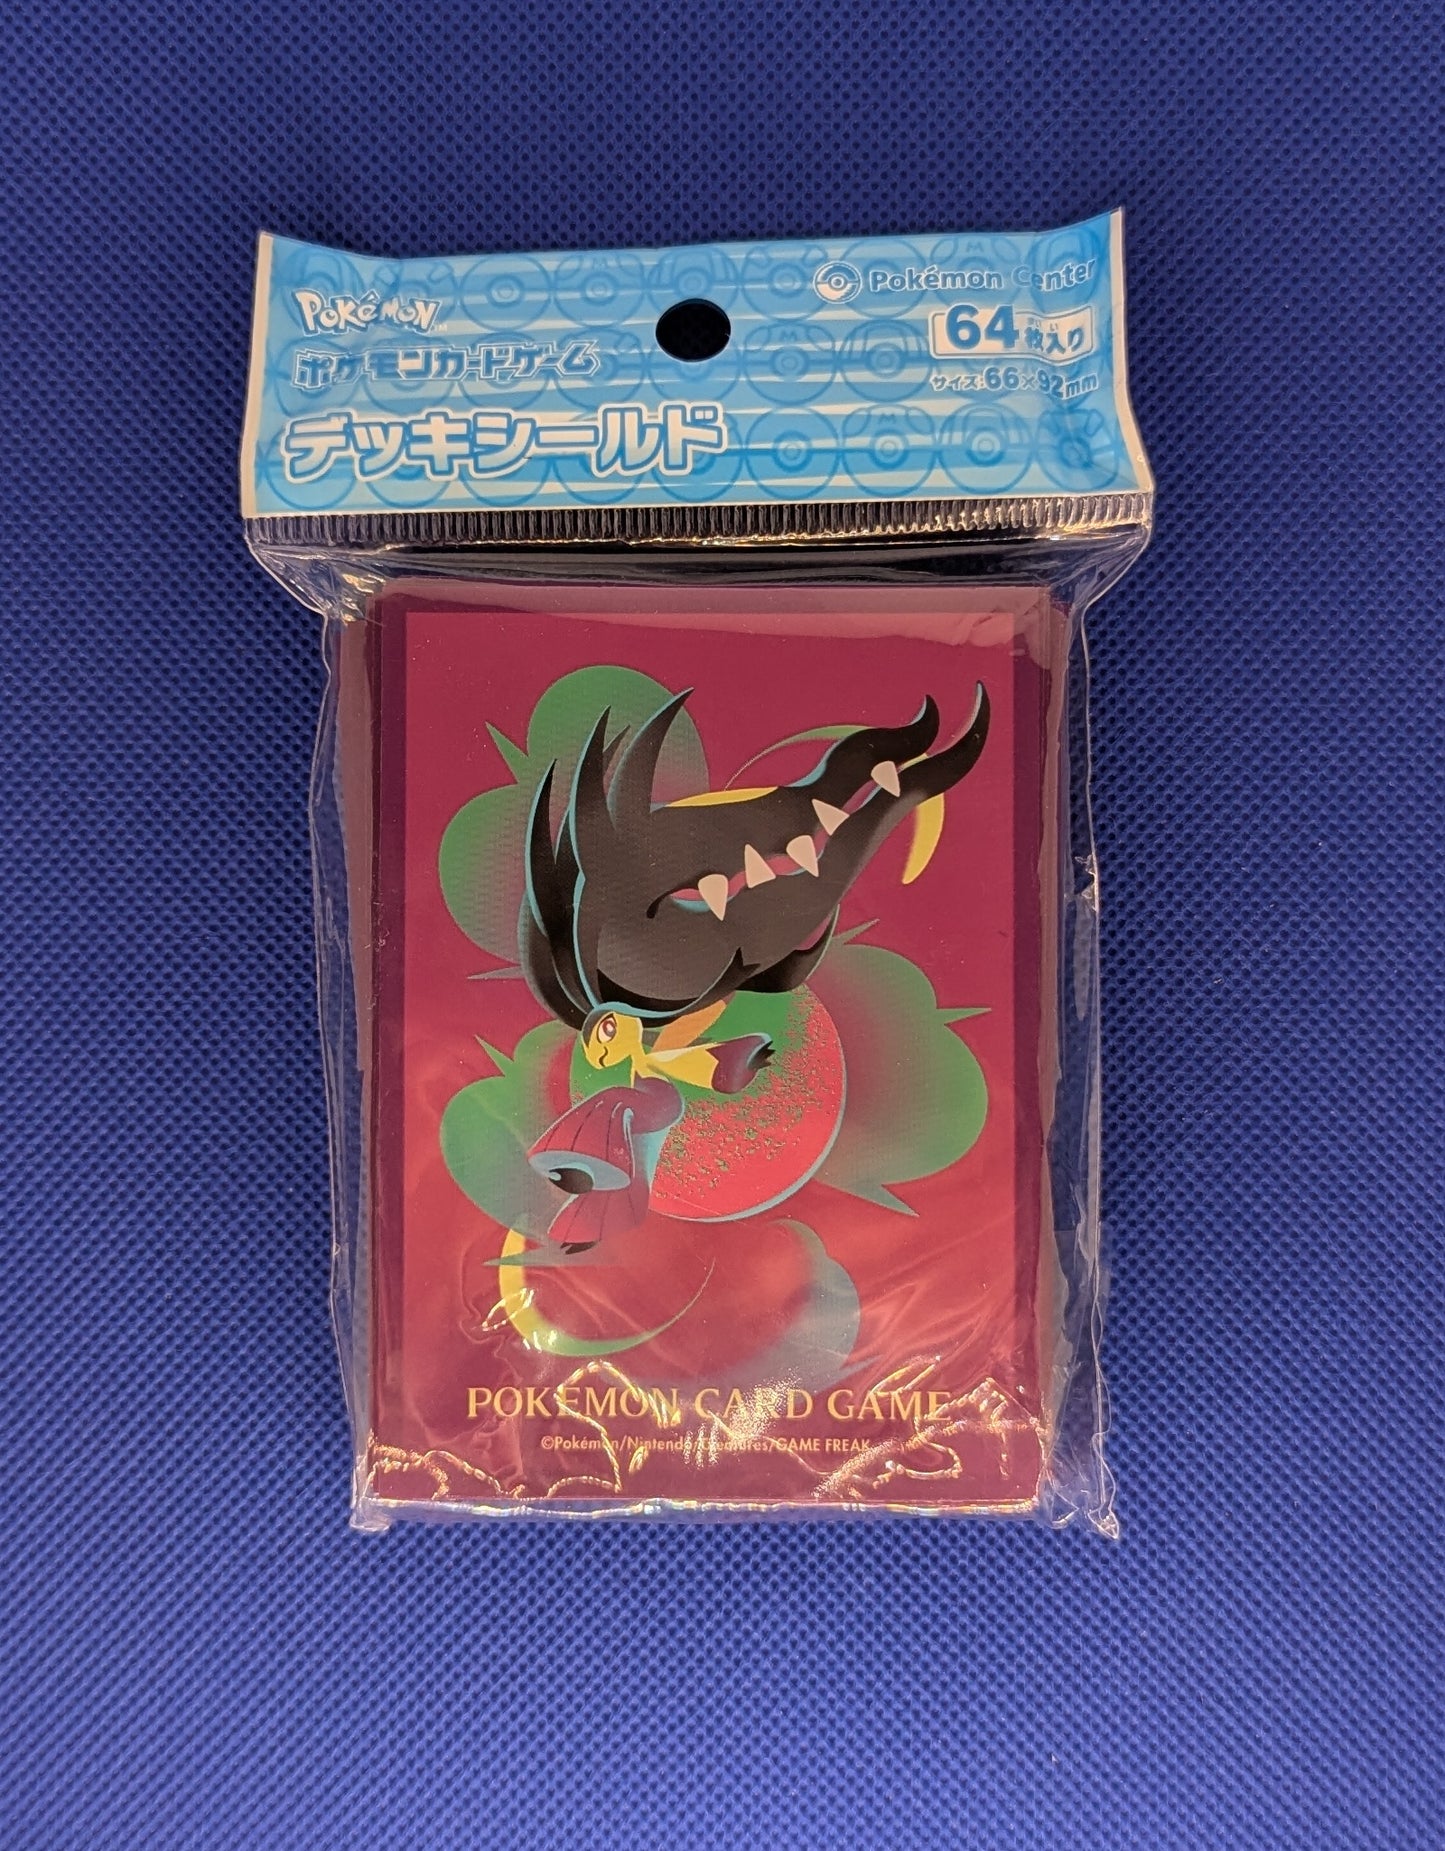 Pokémon
ポケモンカードゲーム
デッキシールド
Pokémon Center
64枚入り
サイズ:66×92mm
POKÉMON CARD GAME
©Pokémon/Nintendo/Creatures/GAME FREAK